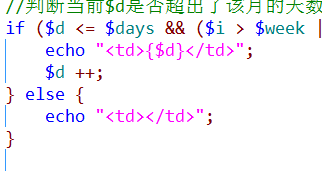 //判断当前$d是否超出了该月的天数
if ($d <= $days && ($i > $week |
echo "<td>{$d}</td>";
$d ++;
} else {
echo "<td></td>";
}